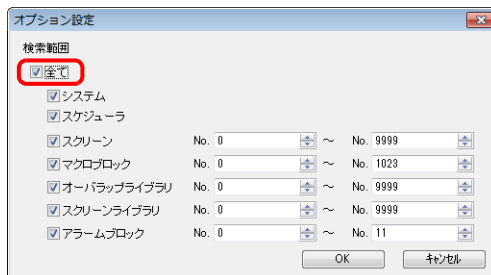 オプション設定
検索範囲
全て
システム
スケジューラ
スクリーン No. 0 ～ No. 9999
マクロブロック No. 0 ～ No. 1023
オーバラップライブラリ No. 0 ～ No. 9999
スクリーンライブラリ No. 0 ～ No. 9999
アラームブロック No. 0 ～ No. 11
OK キャンセル